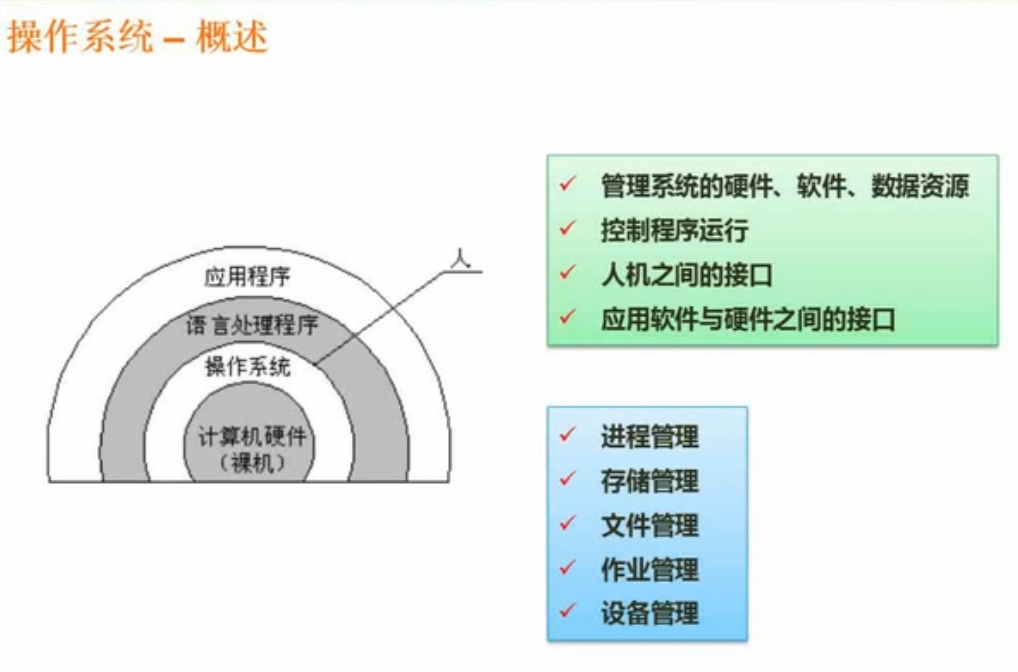 操作系统 – 概述
管理系统的硬件、软件、数据资源
控制程序运行
人机之间的接口
应用软件与硬件之间的接口
人
应用程序
语言处理程序
操作系统
计算机硬件
（裸机）
进程管理
存储管理
文件管理
作业管理
设备管理